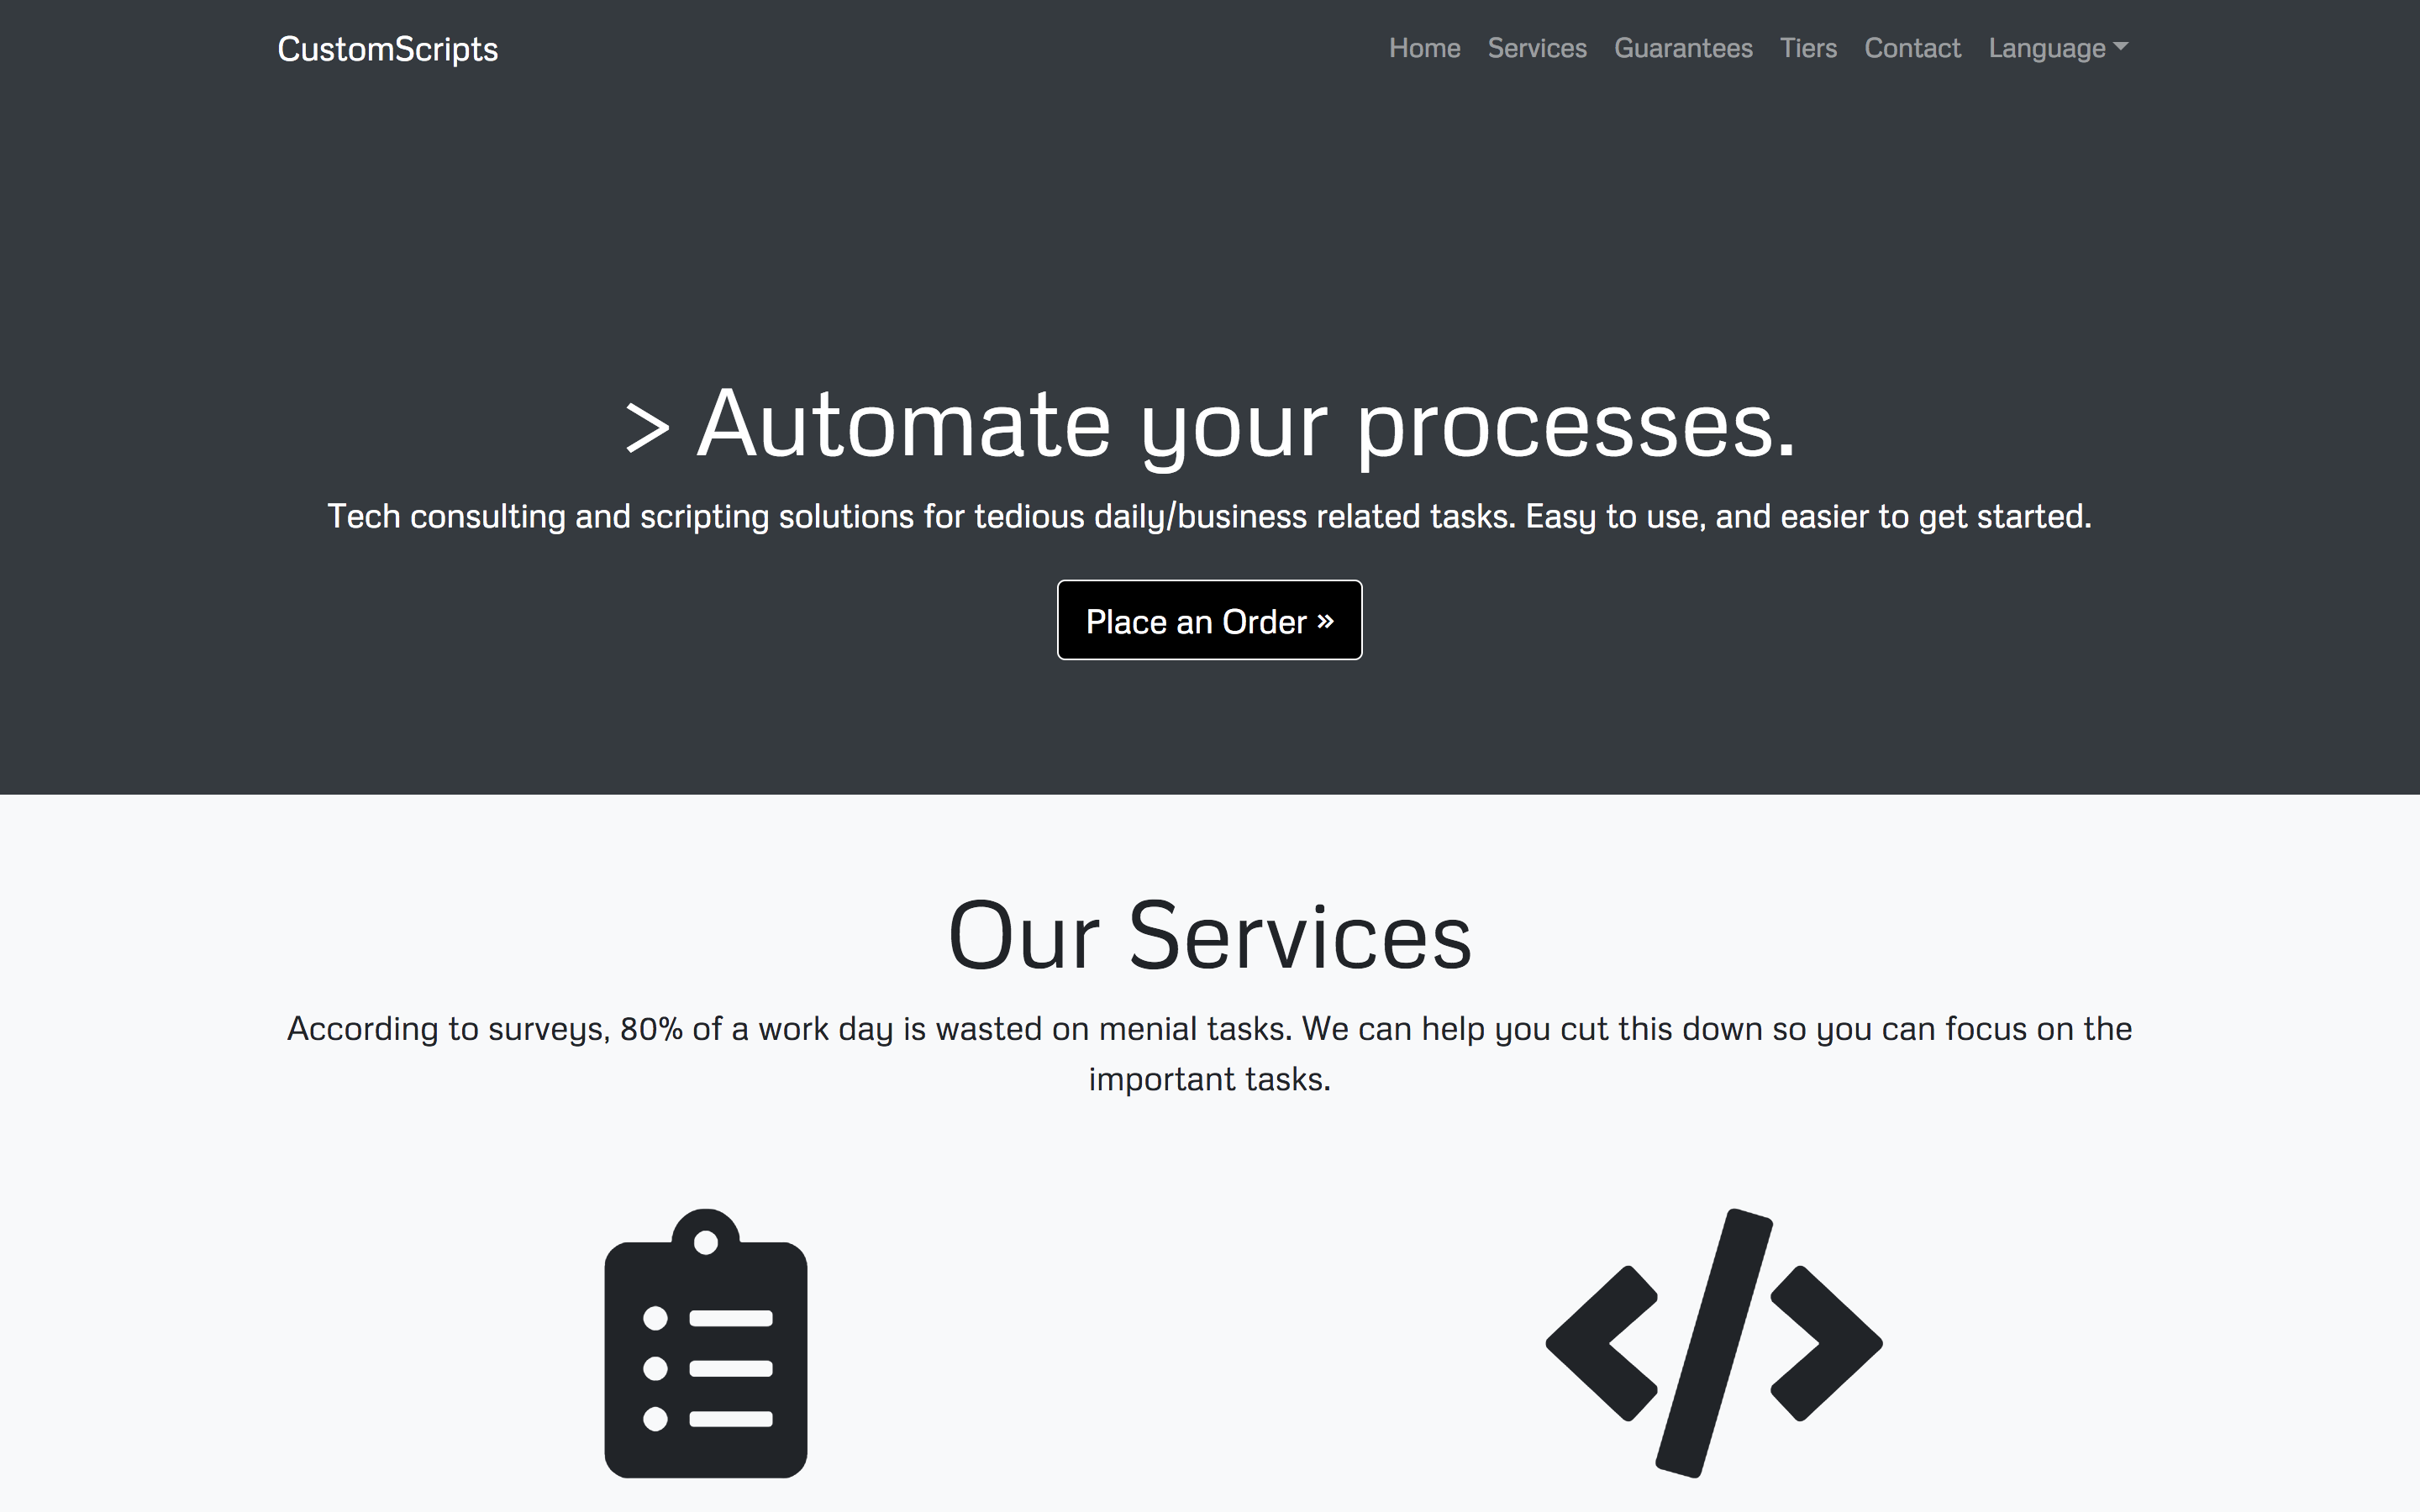 CustomScripts
Home Services Guarantees Tiers Contact Language
> Automate your processes.
Tech consulting and scripting solutions for tedious daily/business related tasks. Easy to use, and easier to get started.
Place an Order »
Our Services
According to surveys, 80% of a work day is wasted on menial tasks. We can help you cut this down so you can focus on the
important tasks.